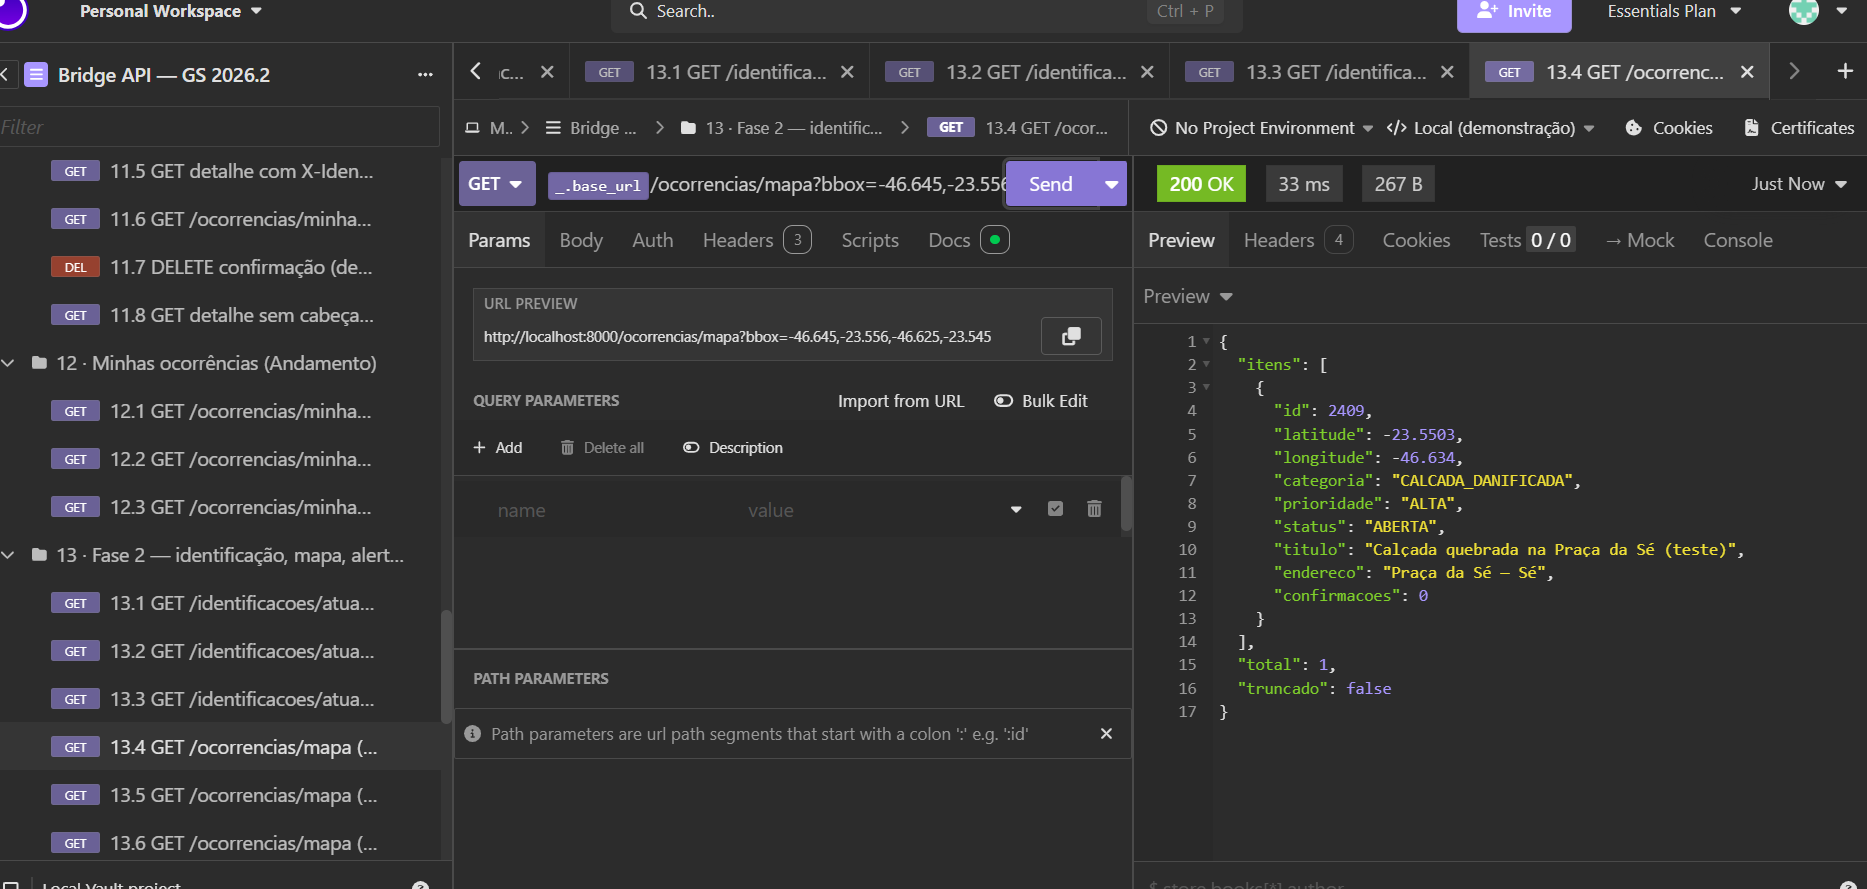 Personal Workspace
Search..
Ctrl + P
Invite
Essentials Plan
Bridge API — GS 2026.2
Filter
GET 11.5 GET detalhe com X-Iden...
GET 11.6 GET /ocorrencias/minha...
DEL 11.7 DELETE confirmação (de...
GET 11.8 GET detalhe sem cabeça...
12 · Minhas ocorrências (Andamento)
GET 12.1 GET /ocorrencias/minha...
GET 12.2 GET /ocorrencias/minha...
GET 12.3 GET /ocorrencias/minha...
13 · Fase 2 — identificação, mapa, alert...
GET 13.1 GET /identificacoes/atua...
GET 13.2 GET /identificacoes/atua...
GET 13.3 GET /identificacoes/atua...
GET 13.4 GET /ocorrencias/mapa (...
GET 13.5 GET /ocorrencias/mapa (...
GET 13.6 GET /ocorrencias/mapa (...
Local Vault project
c...
GET 13.1 GET /identifica...
GET 13.2 GET /identifica...
GET 13.3 GET /identifica...
GET 13.4 GET /ocorrenc...
M.. > Bridge ... > 13 · Fase 2 — identific... > GET 13.4 GET /ocor...
No Project Environment
</> Local (demonstração)
Cookies
Certificates
GET _.base_url /ocorrencias/mapa?bbox=-46.645,-23.556
Send
Params Body Auth Headers 3 Scripts Docs
URL PREVIEW
http://localhost:8000/ocorrencias/mapa?bbox=-46.645,-23.556,-46.625,-23.545
QUERY PARAMETERS
Import from URL
Bulk Edit
+ Add
Delete all
Description
name value
PATH PARAMETERS
Path parameters are url path segments that start with a colon ':' e.g. ':id'
200 OK 33 ms 267 B
Just Now
Preview Headers 4 Cookies Tests 0 / 0 → Mock Console
Preview
1 {
2 "itens": [
3 {
4 "id": 2409,
5 "latitude": -23.5503,
6 "longitude": -46.634,
7 "categoria": "CALCADA_DANIFICADA",
8 "prioridade": "ALTA",
9 "status": "ABERTA",
10 "titulo": "Calçada quebrada na Praça da Sé (teste)",
11 "endereco": "Praça da Sé — Sé",
12 "confirmacoes": 0
13 }
14 ],
15 "total": 1,
16 "truncado": false
17 }
$.store.books[*].author